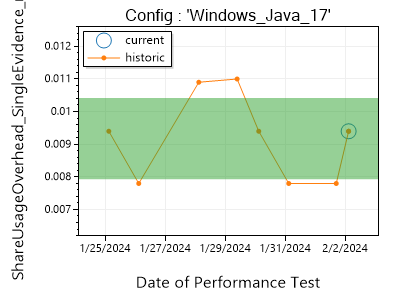 Config : 'Windows_Java_17'
current
historic
0.012
0.011
0.01
0.009
0.008
0.007
ShareUsageOverhead_SingleEvidence_
1/25/2024
1/27/2024
1/29/2024
1/31/2024
2/2/2024
Date of Performance Test